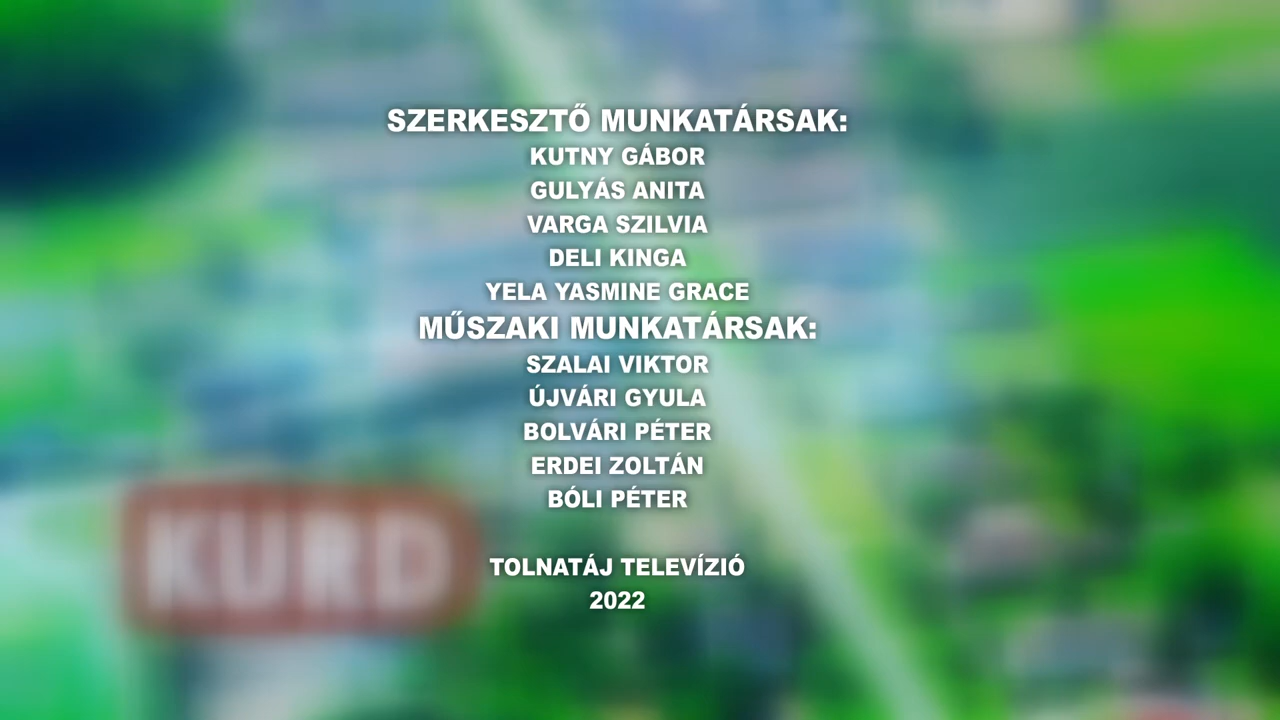 SZERKESZTŐ MUNKATÁRSAK:
KUTNY GÁBOR
GULYÁS ANITA
VARGA SZILVIA
DELI KINGA
YELA YASMINE GRACE
MŰSZAKI MUNKATÁRSAK:
SZALAI VIKTOR
ÚJVÁRI GYULA
BOLVÁRI PÉTER
ERDEI ZOLTÁN
BÓLI PÉTER
KURD
TOLNATÁJ TELEVÍZIÓ
2022